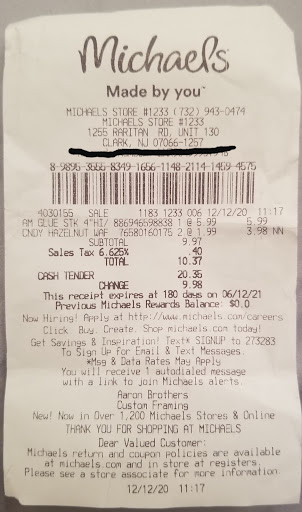 Michaels
Made by you™
MICHAELS STORE #1233 (732) 943-0474
MICHAELS STORE #1233
1255 RARITAN RD, UNIT 130
CLARK, NJ 07066-1257
8-9895-3655-8349-1656-1148-2114-1459-4575
4030155 SALE 1183 1233 006 12/12/20 11:17
AM GLUE STK 4"HI/ 886946598838 1 @ 5.99 5.99
CNDY HAZELNUT WAF 76580160175 2 @ 1.99 3.98 NN
SUBTOTAL 9.97
Sales Tax 6.625% .40
TOTAL 10.37
CASH TENDER 20.35
CHANGE 9.98
This receipt expires at 180 days on 06/12/21
Previous Michaels Rewards Balance: $0.0
Now Hiring! Apply at http://www.michaels.com/careers
Click. Buy. Create. Shop michaels.com today!
Get Savings & Inspiration! Text* SIGNUP to 273283
To Sign Up for Email & Text Messages.
*Msg & Data Rates May Apply
You will receive 1 autodialed message
with a link to join Michaels alerts.
Aaron Brothers
Custom Framing
New! Now in Over 1,200 Michaels Stores & Online
THANK YOU FOR SHOPPING AT MICHAELS
Dear Valued Customer:
Michaels return and coupon policies are available
at michaels.com and in store at registers.
Please see a store associate for more information.
12/12/20 11:17